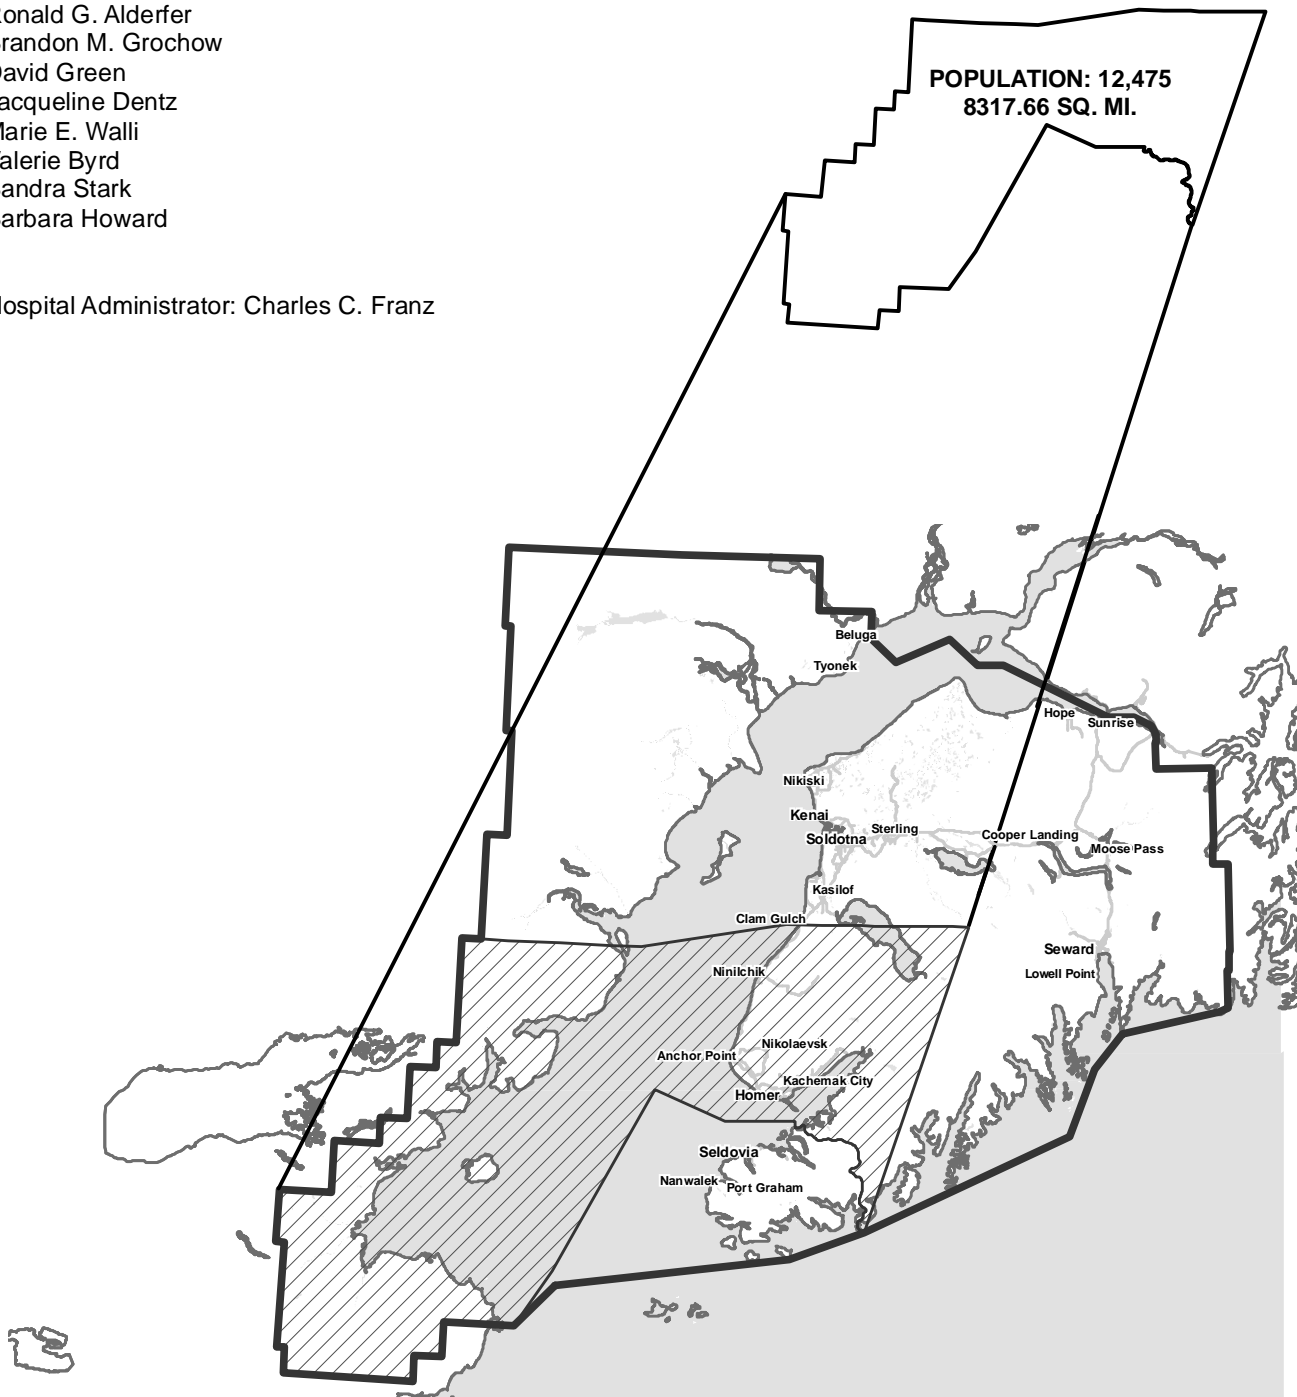 onald G. Alderfer
randon M. Grochow
avid Green
acqueline Dentz
arie E. Walli
alerie Byrd
andra Stark
arbara Howard
ospital Administrator: Charles C. Franz
POPULATION: 12,475
8317.66 SQ. MI.
Beluga
Tyonek
Hope
Sunrise
Nikiski
Kenai
Sterling
Soldotna
Cooper Landing
Moose Pass
Kasilof
Clam Gulch
Seward
Ninilchik
Lowell Point
Nikolaevsk
Anchor Point
Kachemak City
Homer
Seldovia
Nanwalek
Port Graham